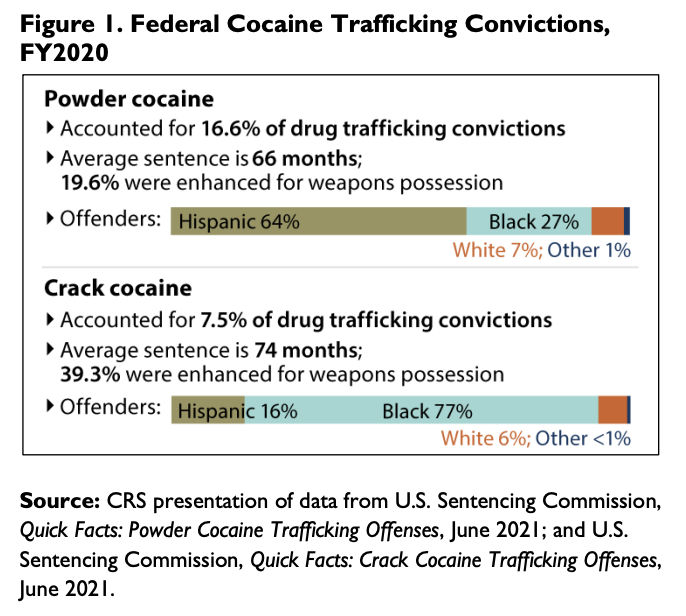 Figure 1. Federal Cocaine Trafficking Convictions,
FY2020
Powder cocaine
Accounted for 16.6% of drug trafficking convictions
Average sentence is 66 months;
19.6% were enhanced for weapons possession
Offenders: Hispanic 64% Black 27%
White 7%; Other 1%
Crack cocaine
Accounted for 7.5% of drug trafficking convictions
Average sentence is 74 months;
39.3% were enhanced for weapons possession
Offenders: Hispanic 16% Black 77%
White 6%; Other <1%
Source: CRS presentation of data from U.S. Sentencing Commission,
Quick Facts: Powder Cocaine Trafficking Offenses, June 2021; and U.S.
Sentencing Commission, Quick Facts: Crack Cocaine Trafficking Offenses,
June 2021.